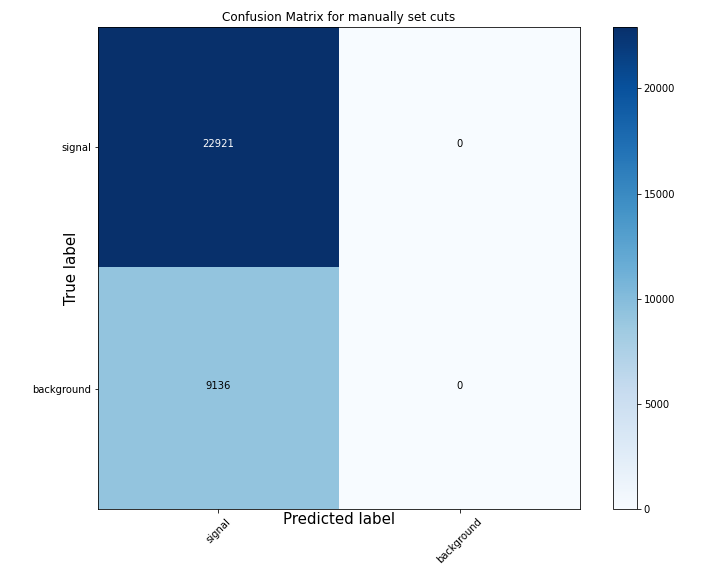 Confusion Matrix for manually set cuts
True label
signal
background
22921
0
9136
0
signal
background
Predicted label
20000
15000
10000
5000
0